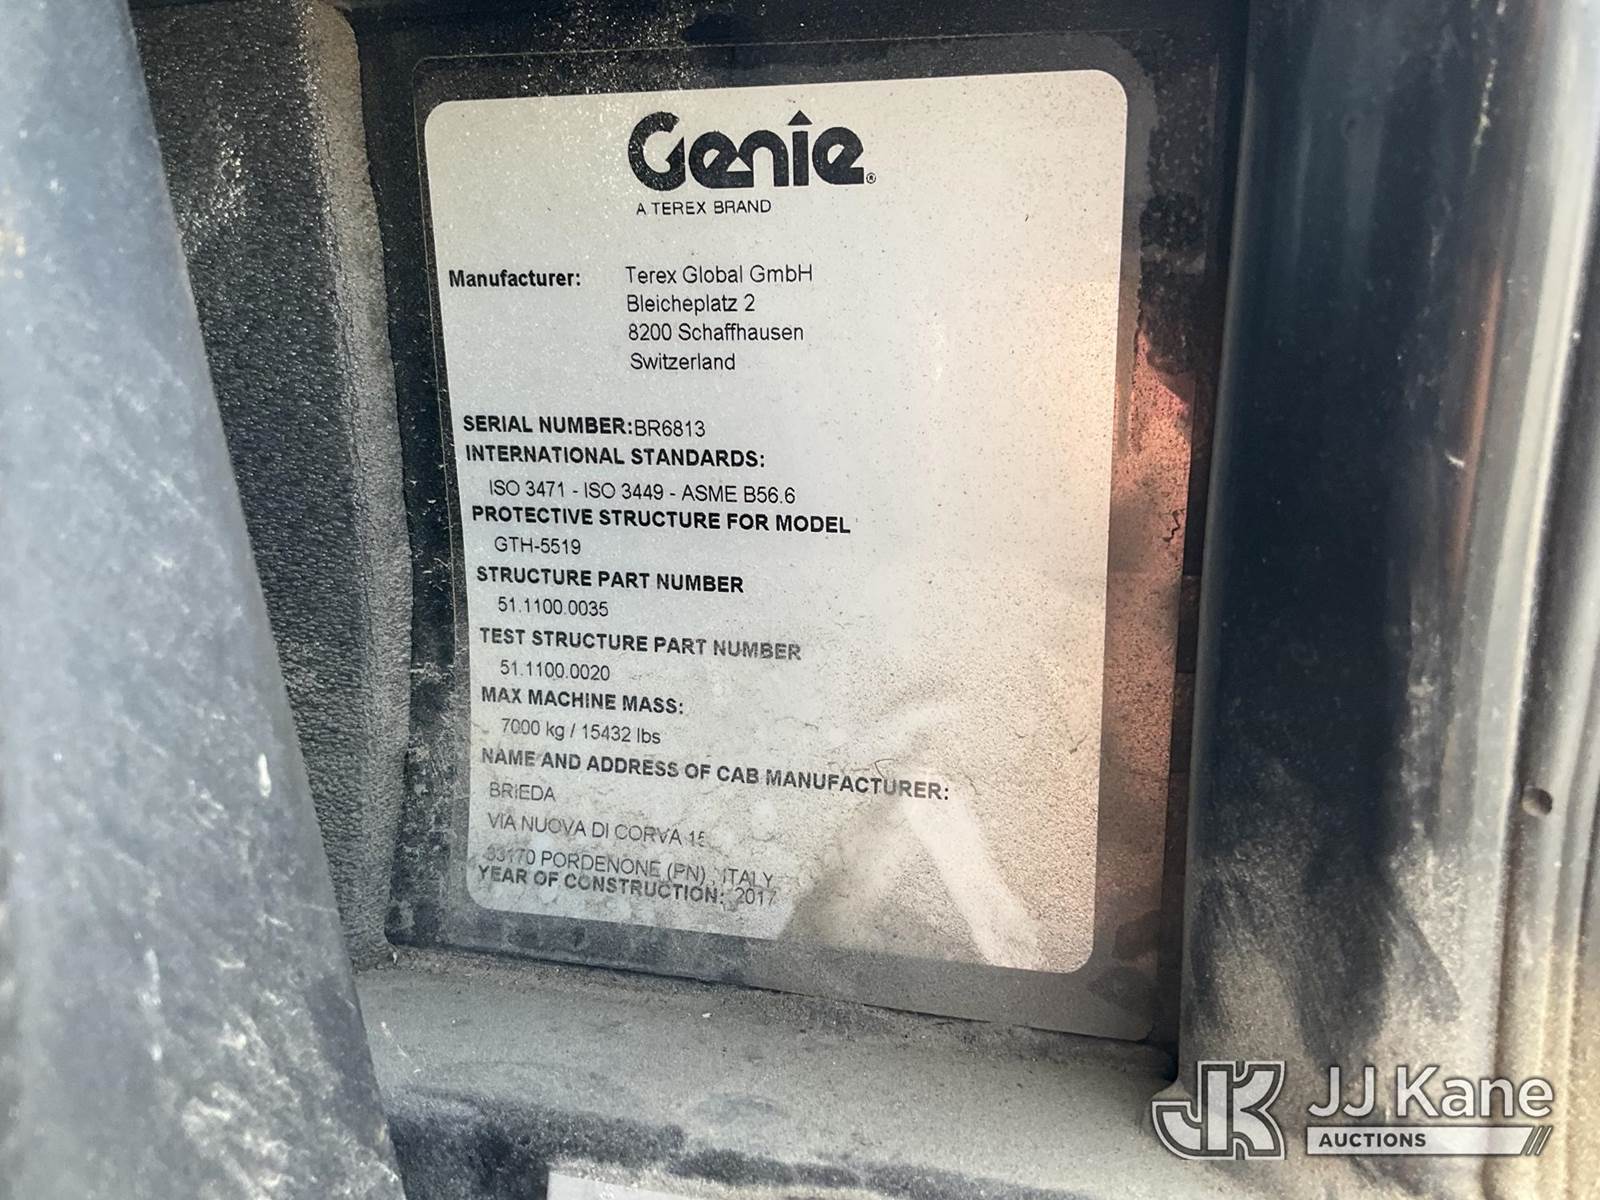 Genie®
A TEREX BRAND
Manufacturer: Terex Global GmbH
Bleicheplatz 2
8200 Schaffhausen
Switzerland
SERIAL NUMBER:BR6813
INTERNATIONAL STANDARDS:
ISO 3471 - ISO 3449 - ASME B56.6
PROTECTIVE STRUCTURE FOR MODEL
GTH-5519
STRUCTURE PART NUMBER
51.1100.0035
TEST STRUCTURE PART NUMBER
51.1100.0020
MAX MACHINE MASS:
7000 kg / 15432 lbs
NAME AND ADDRESS OF CAB MANUFACTURER:
BRIEDA
VIA NUOVA DI CORVA 15
33170 PORDENONE (PN), ITALY
YEAR OF CONSTRUCTION: 2017
JK JJ Kane
AUCTIONS